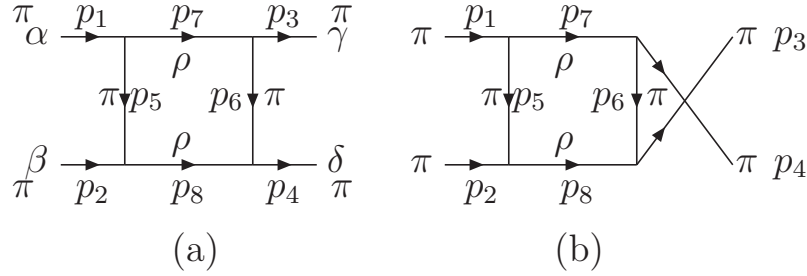 π p₁ p₇ p₃ π
α γ
ρ
π p₅ p₆ π
β ρ δ
π p₂ p₈ p₄ π
(a)
p₁ p₇
π π p₃
ρ
π p₅ p₆ π
ρ
π π p₄
p₂ p₈
(b)